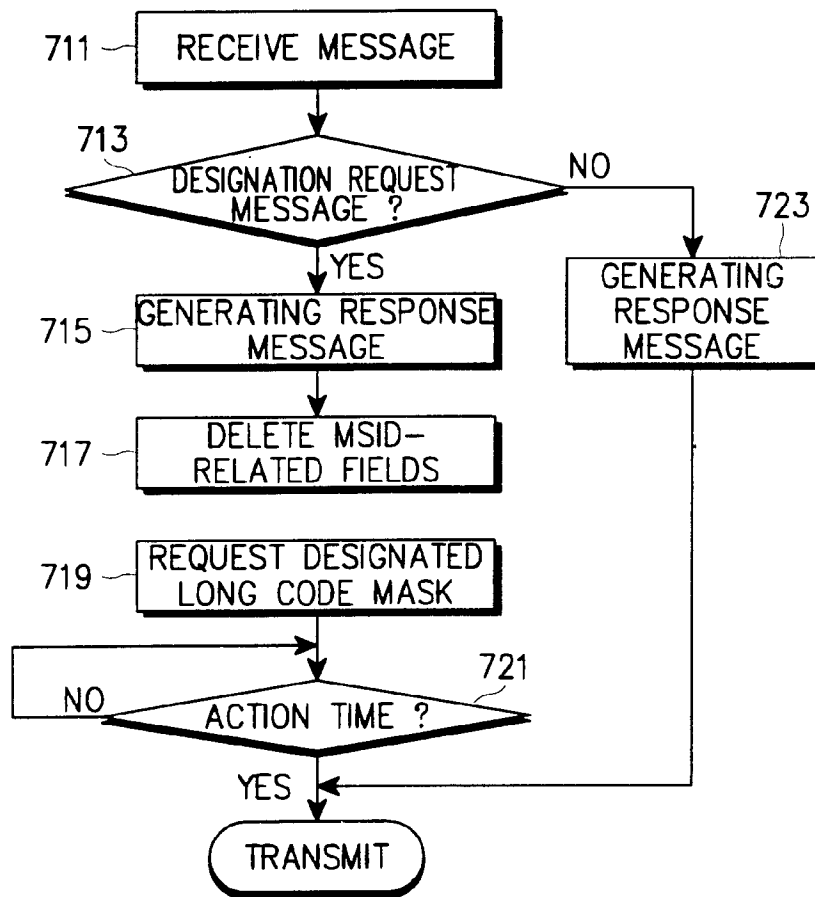 711
RECEIVE MESSAGE
713
DESIGNATION REQUEST
MESSAGE ?
NO
YES
723
GENERATING
RESPONSE
MESSAGE
715
GENERATING RESPONSE
MESSAGE
717
DELETE MSID-
RELATED FIELDS
719
REQUEST DESIGNATED
LONG CODE MASK
721
NO
ACTION TIME ?
YES
TRANSMIT